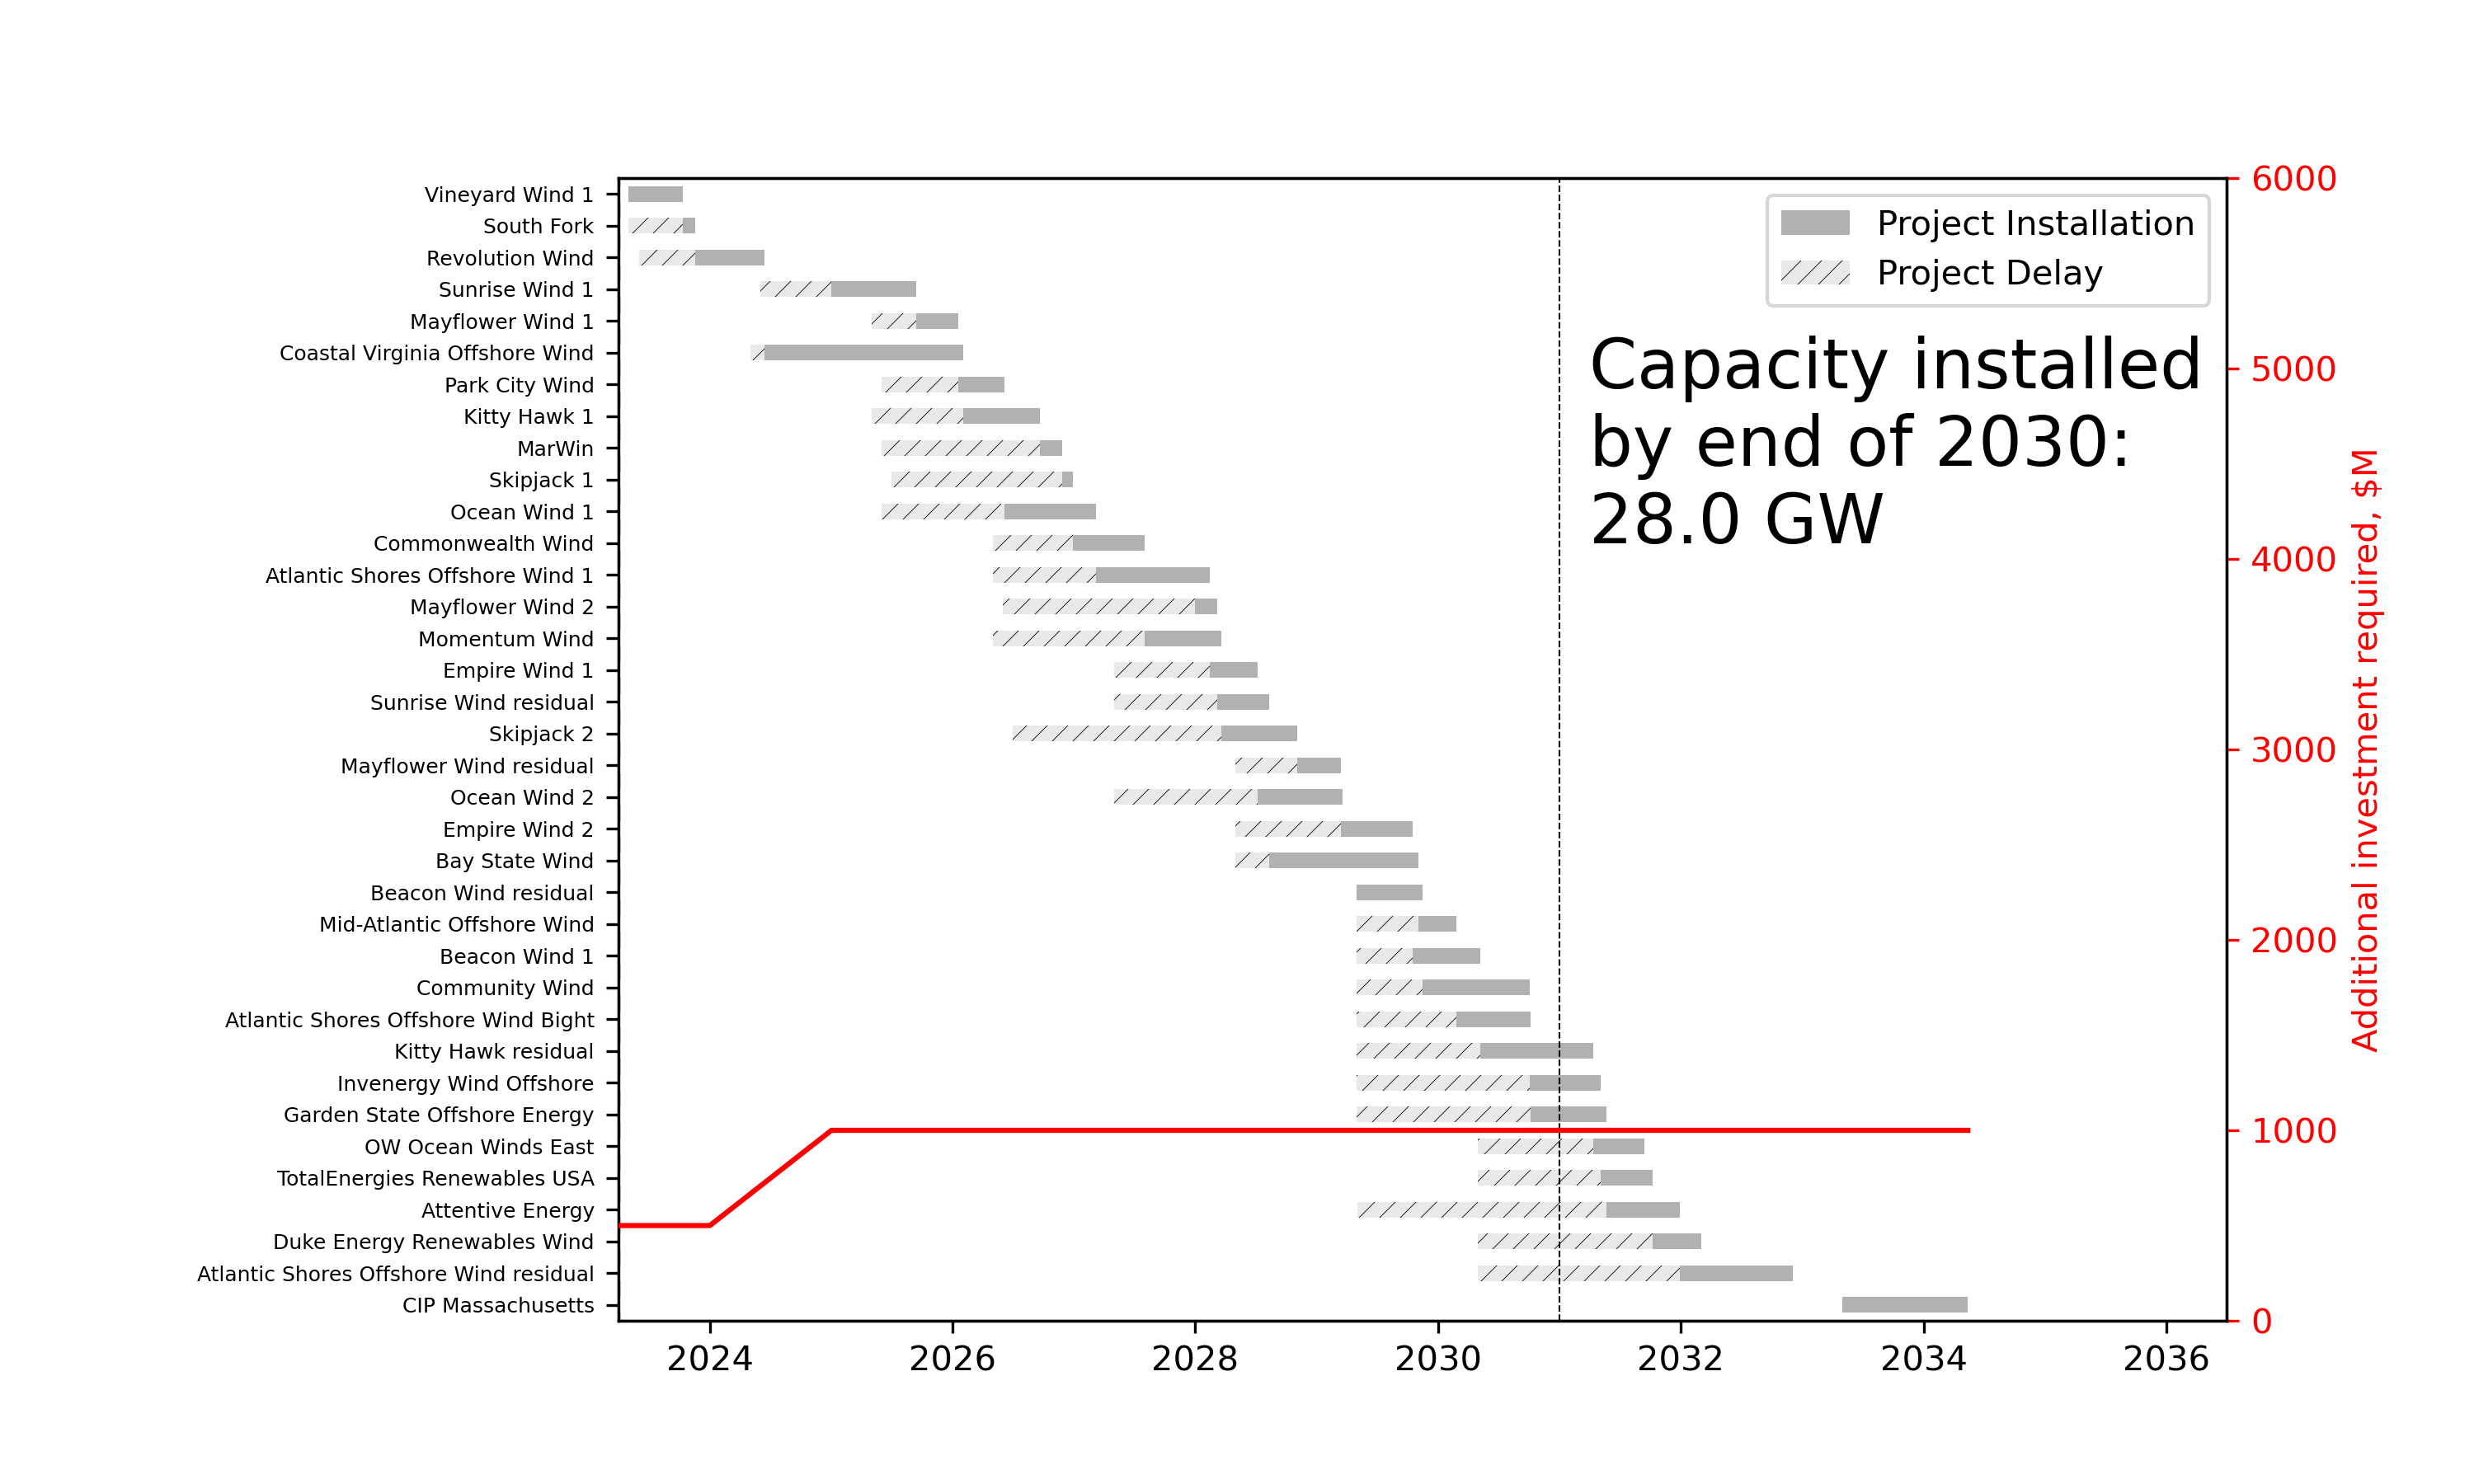 Vineyard Wind 1
South Fork
Revolution Wind
Sunrise Wind 1
Mayflower Wind 1
Coastal Virginia Offshore Wind
Park City Wind
Kitty Hawk 1
MarWin
Skipjack 1
Ocean Wind 1
Commonwealth Wind
Atlantic Shores Offshore Wind 1
Mayflower Wind 2
Momentum Wind
Empire Wind 1
Sunrise Wind residual
Skipjack 2
Mayflower Wind residual
Ocean Wind 2
Empire Wind 2
Bay State Wind
Beacon Wind residual
Mid-Atlantic Offshore Wind
Beacon Wind 1
Community Wind
Atlantic Shores Offshore Wind Bight
Kitty Hawk residual
Invenergy Wind Offshore
Garden State Offshore Energy
OW Ocean Winds East
TotalEnergies Renewables USA
Attentive Energy
Duke Energy Renewables Wind
Atlantic Shores Offshore Wind residual
CIP Massachusetts
2024
2026
2028
2030
2032
2034
2036
Project Installation
Project Delay
Capacity installed
by end of 2030:
28.0 GW
6000
5000
4000
3000
2000
1000
0
Additional investment required, $M